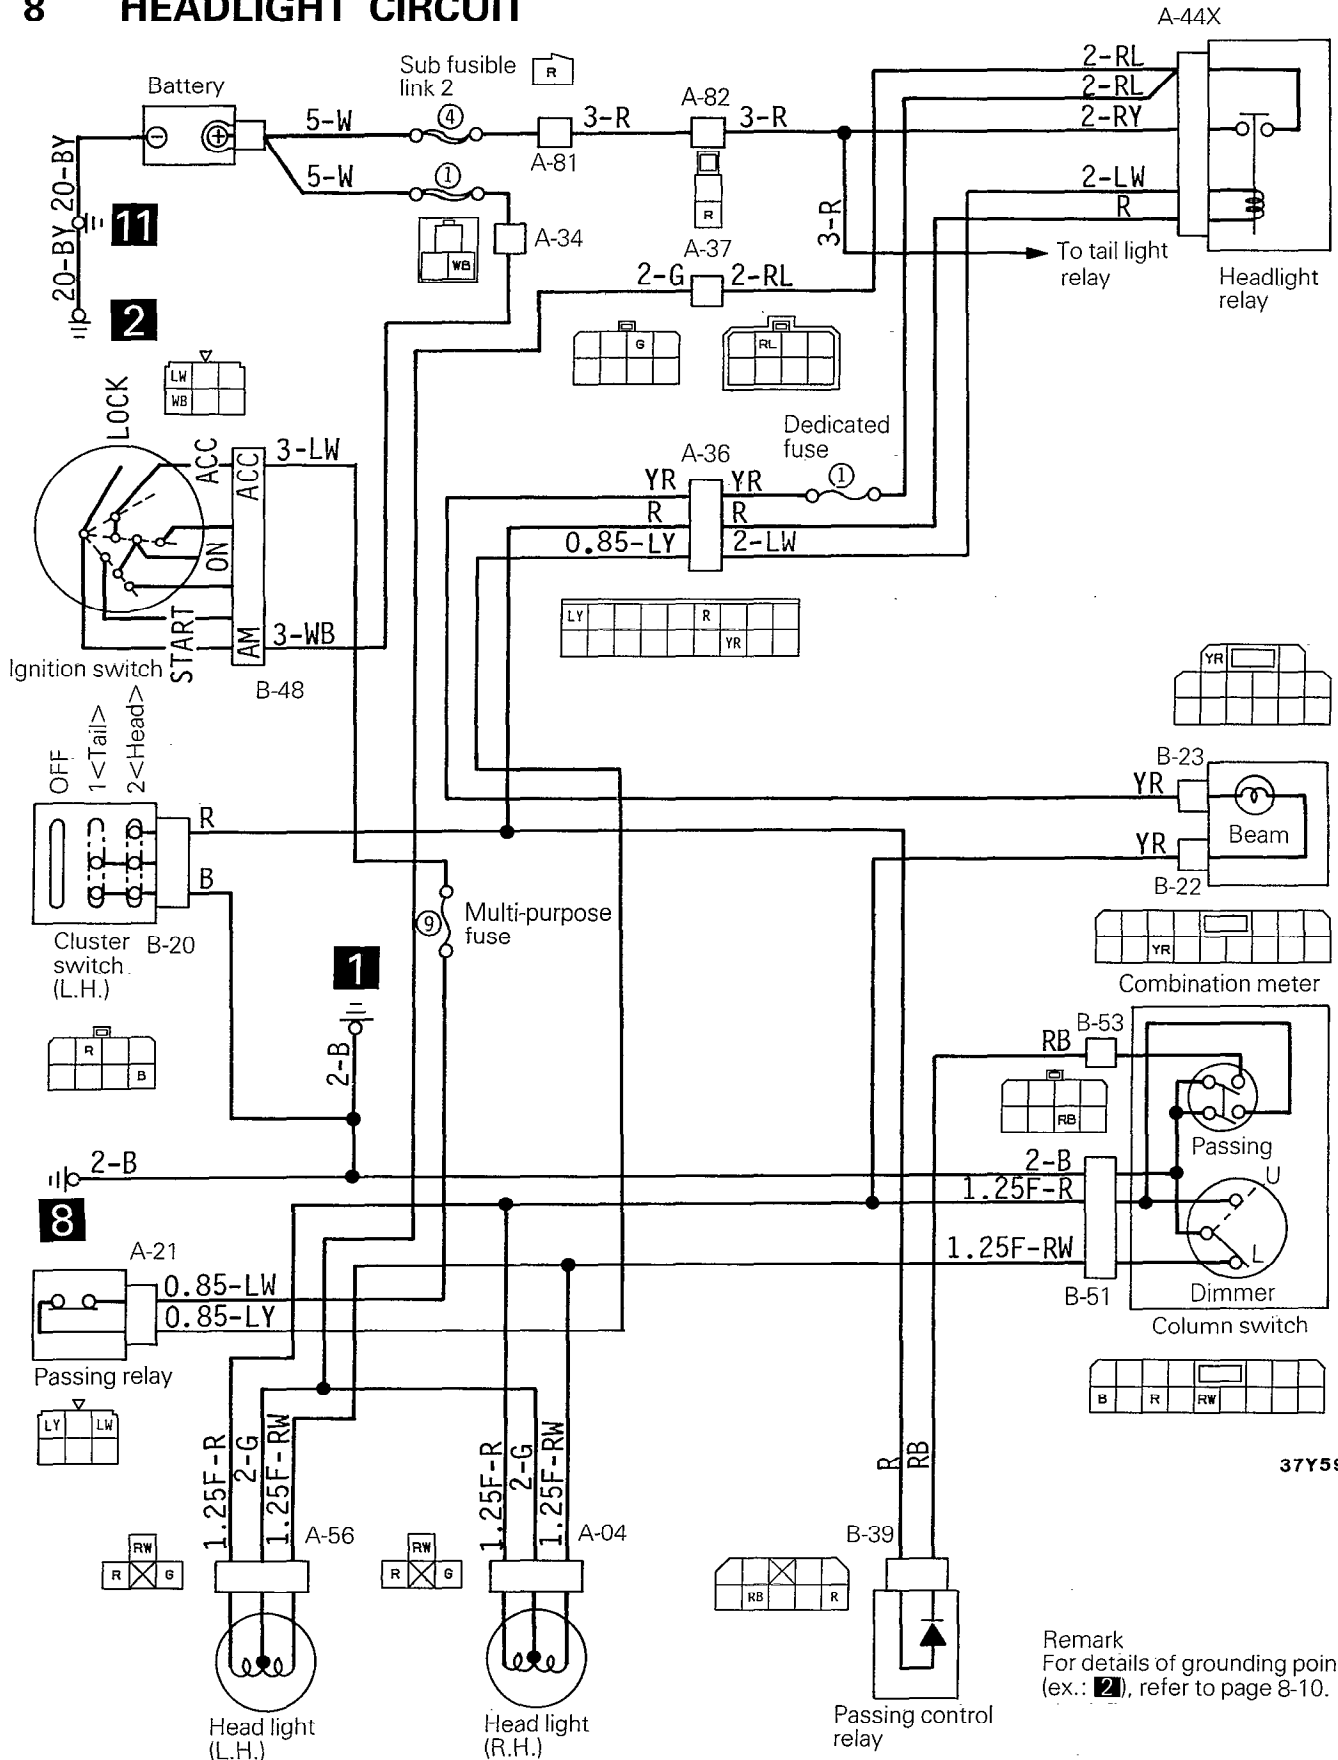 8 HEADLIGHT CIRCUIT
A-44X
Battery
Sub fusible
link 2
R
2-RL
2-RL
2-RY
2-LW
R
5-W
4
3-R
A-82
3-R
A-81
5-W
1
A-34
WB
R
3-R
To tail light
relay
Headlight
relay
20-BY
20-BY
11
2
A-37
2-G
2-RL
G
RL
LW
WB
LOCK
ACC
ACC
3-LW
ON
START
AM
3-WB
Ignition switch
B-48
Dedicated
fuse
A-36
1
YR
YR
R
R
0.85-LY
2-LW
LY
R
YR
YR
OFF
1<Tail>
2<Head>
R
B
Cluster
switch
(L.H.)
B-20
R
B
9
Multi-purpose
fuse
B-23
YR
Beam
YR
B-22
YR
Combination meter
1
2-B
2-B
8
B-53
RB
RB
Passing
2-B
1.25F-R
1.25F-RW
U
L
B-51
Dimmer
Column switch
B
R
RW
A-21
0.85-LW
0.85-LY
Passing relay
LY
LW
1.25F-R
2-G
1.25F-RW
1.25F-R
2-G
1.25F-RW
R
RB
37Y59
A-56
RW
R
G
A-04
RW
R
G
B-39
RB
R
Head light
(L.H.)
Head light
(R.H.)
Passing control
relay
Remark
For details of grounding poin
(ex.: 2), refer to page 8-10.